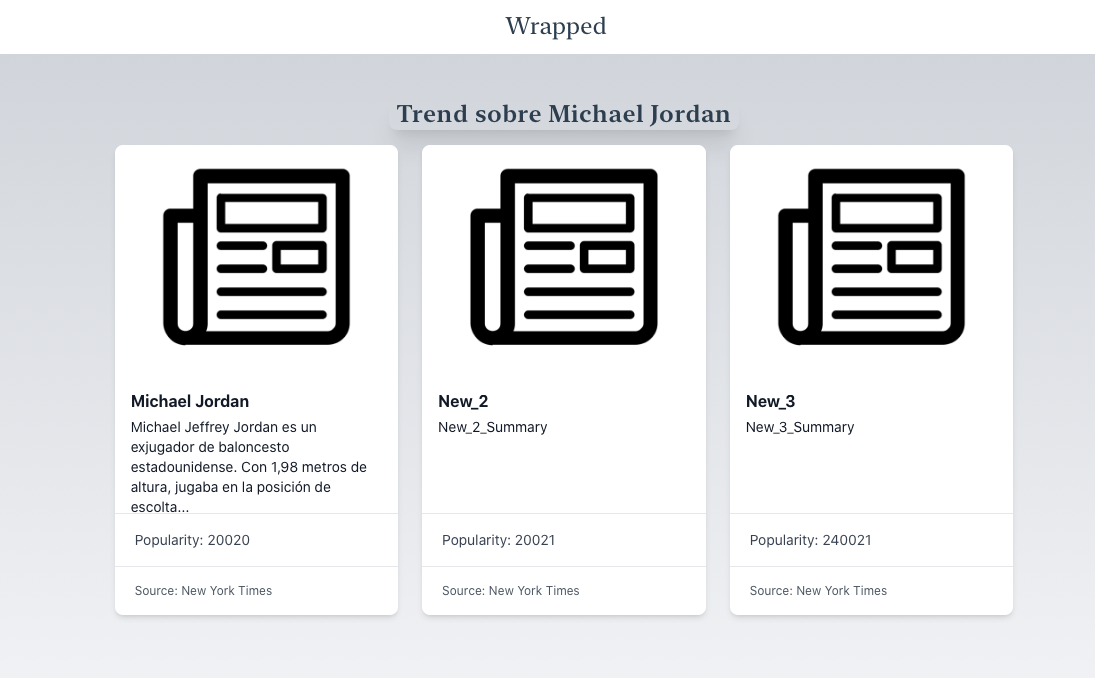 Wrapped
Trend sobre Michael Jordan
Michael Jordan
Michael Jeffrey Jordan es un
exjugador de baloncesto
estadounidense. Con 1,98 metros de
altura, jugaba en la posición de
escolta...
Popularity: 20020
Source: New York Times
New_2
New_2_Summary
Popularity: 20021
Source: New York Times
New_3
New_3_Summary
Popularity: 240021
Source: New York Times